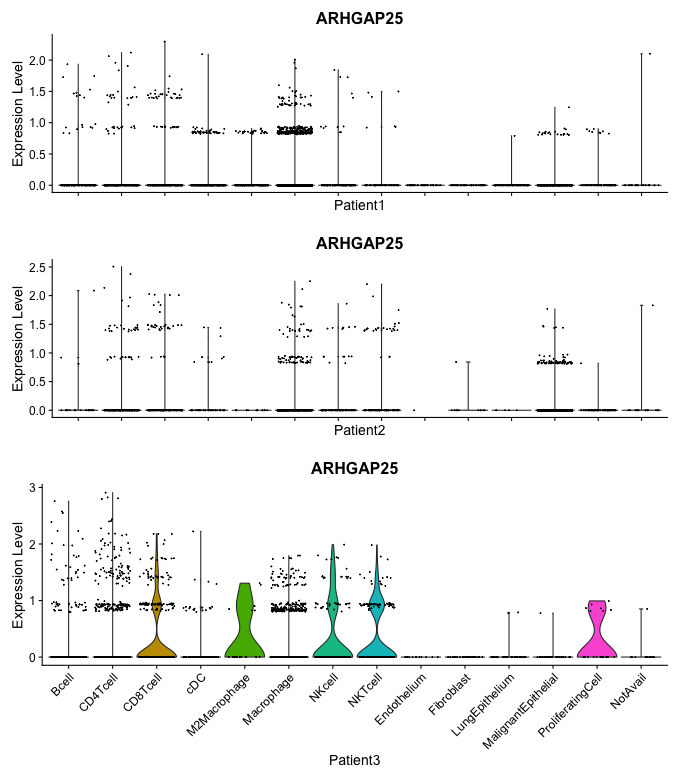 ARHGAP25
Expression Level
2.0
1.5
1.0
0.5
0.0
Patient1
ARHGAP25
Expression Level
2.5
2.0
1.5
1.0
0.5
0.0
Patient2
ARHGAP25
Expression Level
3
2
1
0
Bcell
CD4Tcell
CD8Tcell
cDC
M2Macrophage
Macrophage
NKcell
NKTcell
Endothelium
Fibroblast
LungEpithelium
MalignantEpithelial
ProliferatingCell
NotAvail
Patient3